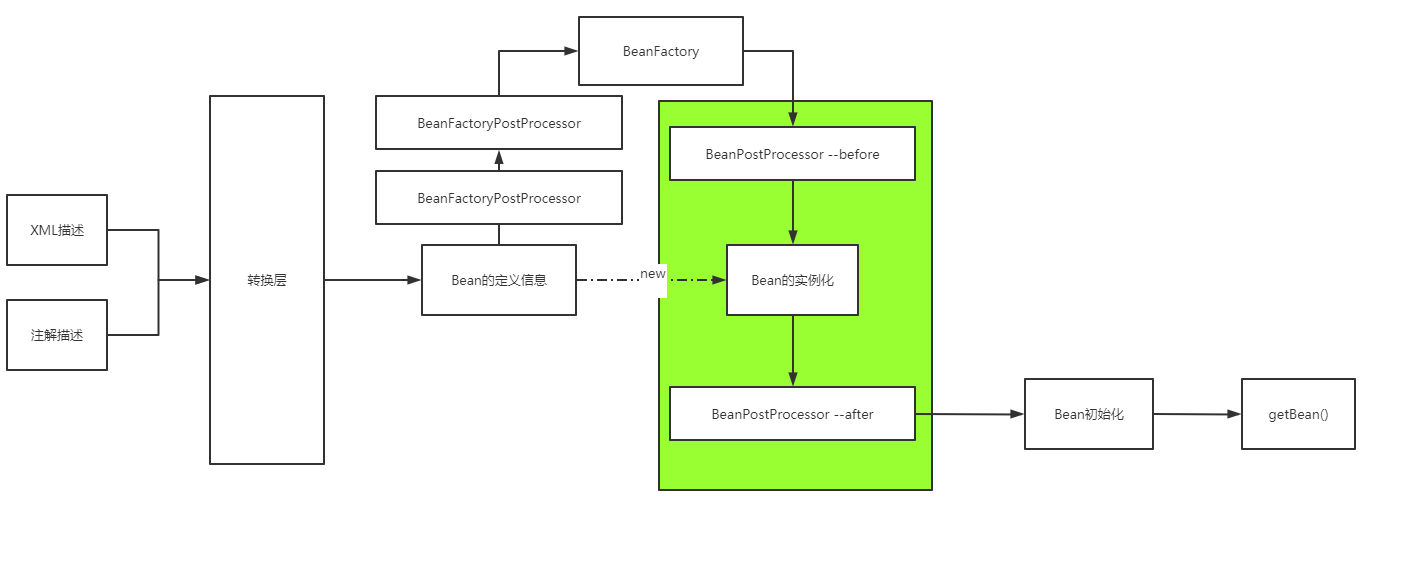 BeanFactory
BeanFactoryPostProcessor
BeanPostProcessor --before
BeanFactoryPostProcessor
XML描述
注解描述
转换层
Bean的定义信息
new
Bean的实例化
BeanPostProcessor --after
Bean初始化
getBean()